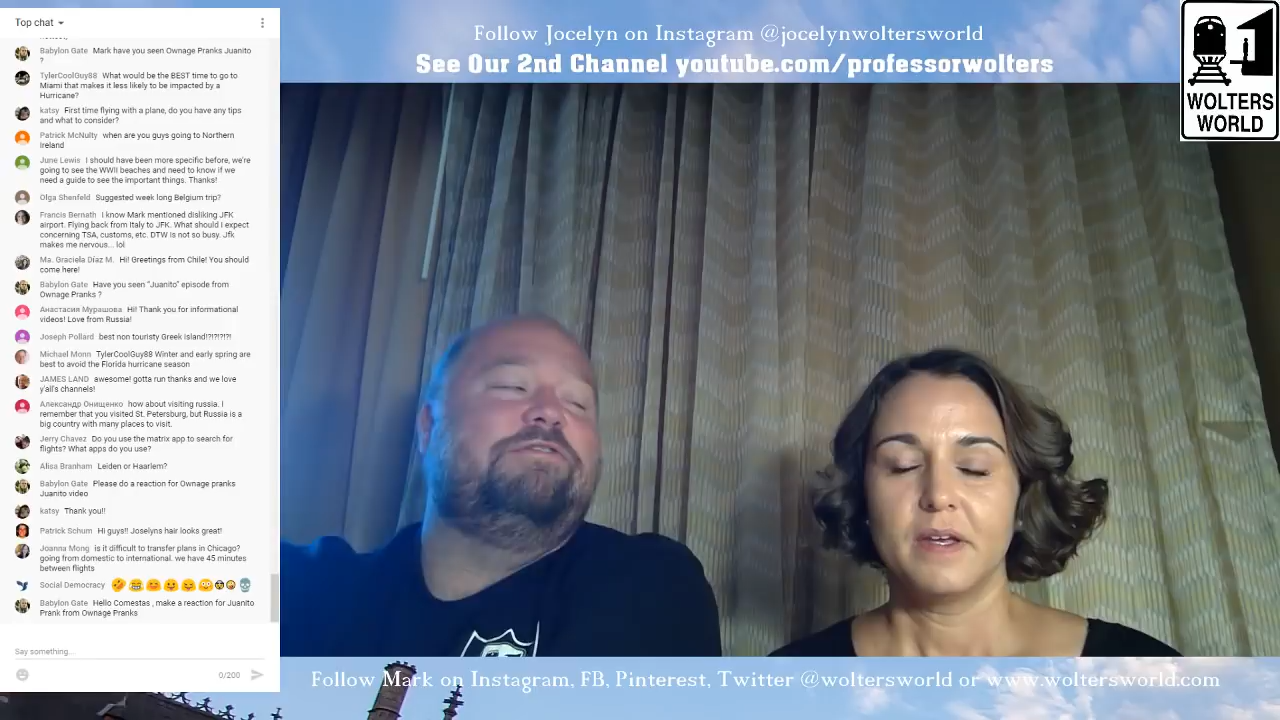 Top chat
Babylon Gate Mark have you seen Ownage Pranks Juanito
?
TylerCoolGuy88 What would be the BEST time to go to
Miami that makes it less likely to be impacted by a
Hurricane?
katsy First time flying with a plane, do you have any tips
and what to consider?
Patrick McNulty when are you guys going to Northern
Ireland
June Lewis I should have been more specific before, we're
going to see the WWII beaches and need to know if we
need a guide to see the important things. Thanks!
Olga Shenfeld Suggested week long Belgium trip?
Francis Bernath I know Mark mentioned disliking JFK
airport. Flying back from Italy to JFK. What should I expect
concerning TSA, customs, etc. DTW is not so busy. Jfk
makes me nervous... lol
Ma. Graciela Díaz M. Hi! Greetings from Chile! You should
come here!
Babylon Gate Have you seen "Juanito" episode from
Ownage Pranks ?
Анастасия Мурашова Hi! Thank you for informational
videos! Love from Russia!
Joseph Pollard best non touristy Greek island!?!?!?!?!
Michael Monn TylerCoolGuy88 Winter and early spring are
best to avoid the Florida hurricane season
JAMES LAND awesome! gotta run thanks and we love
y'all's channels!
Александр Онищенко how about visiting russia. I
remember that you visited St. Petersburg, but Russia is a
big country with many places to visit.
Jerry Chavez Do you use the matrix app to search for
flights? What apps do you use?
Alisa Branham Leiden or Haarlem?
Babylon Gate Please do a reaction for Ownage pranks
Juanito video
katsy Thank you!!
Patrick Schum Hi guys!! Joselyns hair looks great!
Joanna Mong is it difficult to transfer plans in Chicago?
going from domestic to international. we have 45 minutes
between flights
Social Democracy
Babylon Gate Hello Comestas , make a reaction for Juanito
Prank from Ownage Pranks
Say something...
0/200
Follow Jocelyn on Instagram @jocelynwoltersworld
See Our 2nd Channel youtube.com/professorwolters
WOLTERS
WORLD
Follow Mark on Instagram, FB, Pinterest, Twitter @woltersworld or www.woltersworld.com